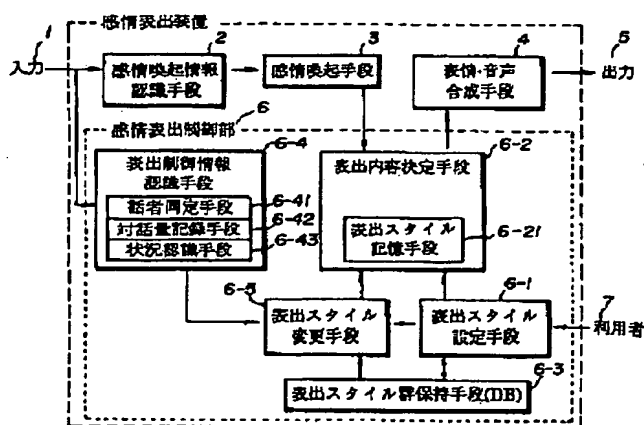 感情表出装置
1
入力
2
感情喚起情報
認識手段
3
感情喚起手段
4
表情・音声
合成手段
5
出力
感情表出制御部
6
6-4
表出制御情報
認識手段
話者同定手段
6-41
対話量記録手段
6-42
状況認識手段
6-43
6-2
表出内容決定手段
表出スタイル
記憶手段
6-21
6-5
表出スタイル
変更手段
6-1
表出スタイル
設定手段
7
利用者
6-3
表出スタイル群保持手段(DB)